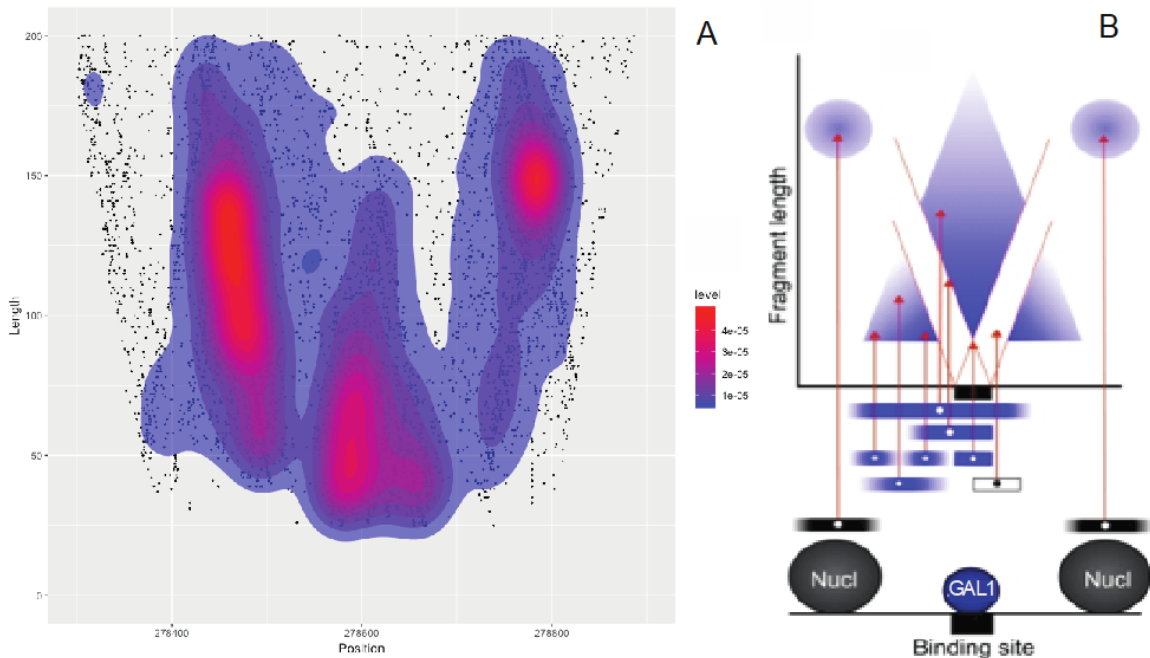 A
B
200
150
100
50
0
Length
278400
278600
278800
Position
level
4e-05
3e-05
2e-05
1e-05
Fragment length
Nucl
GAL1
Nucl
Binding site